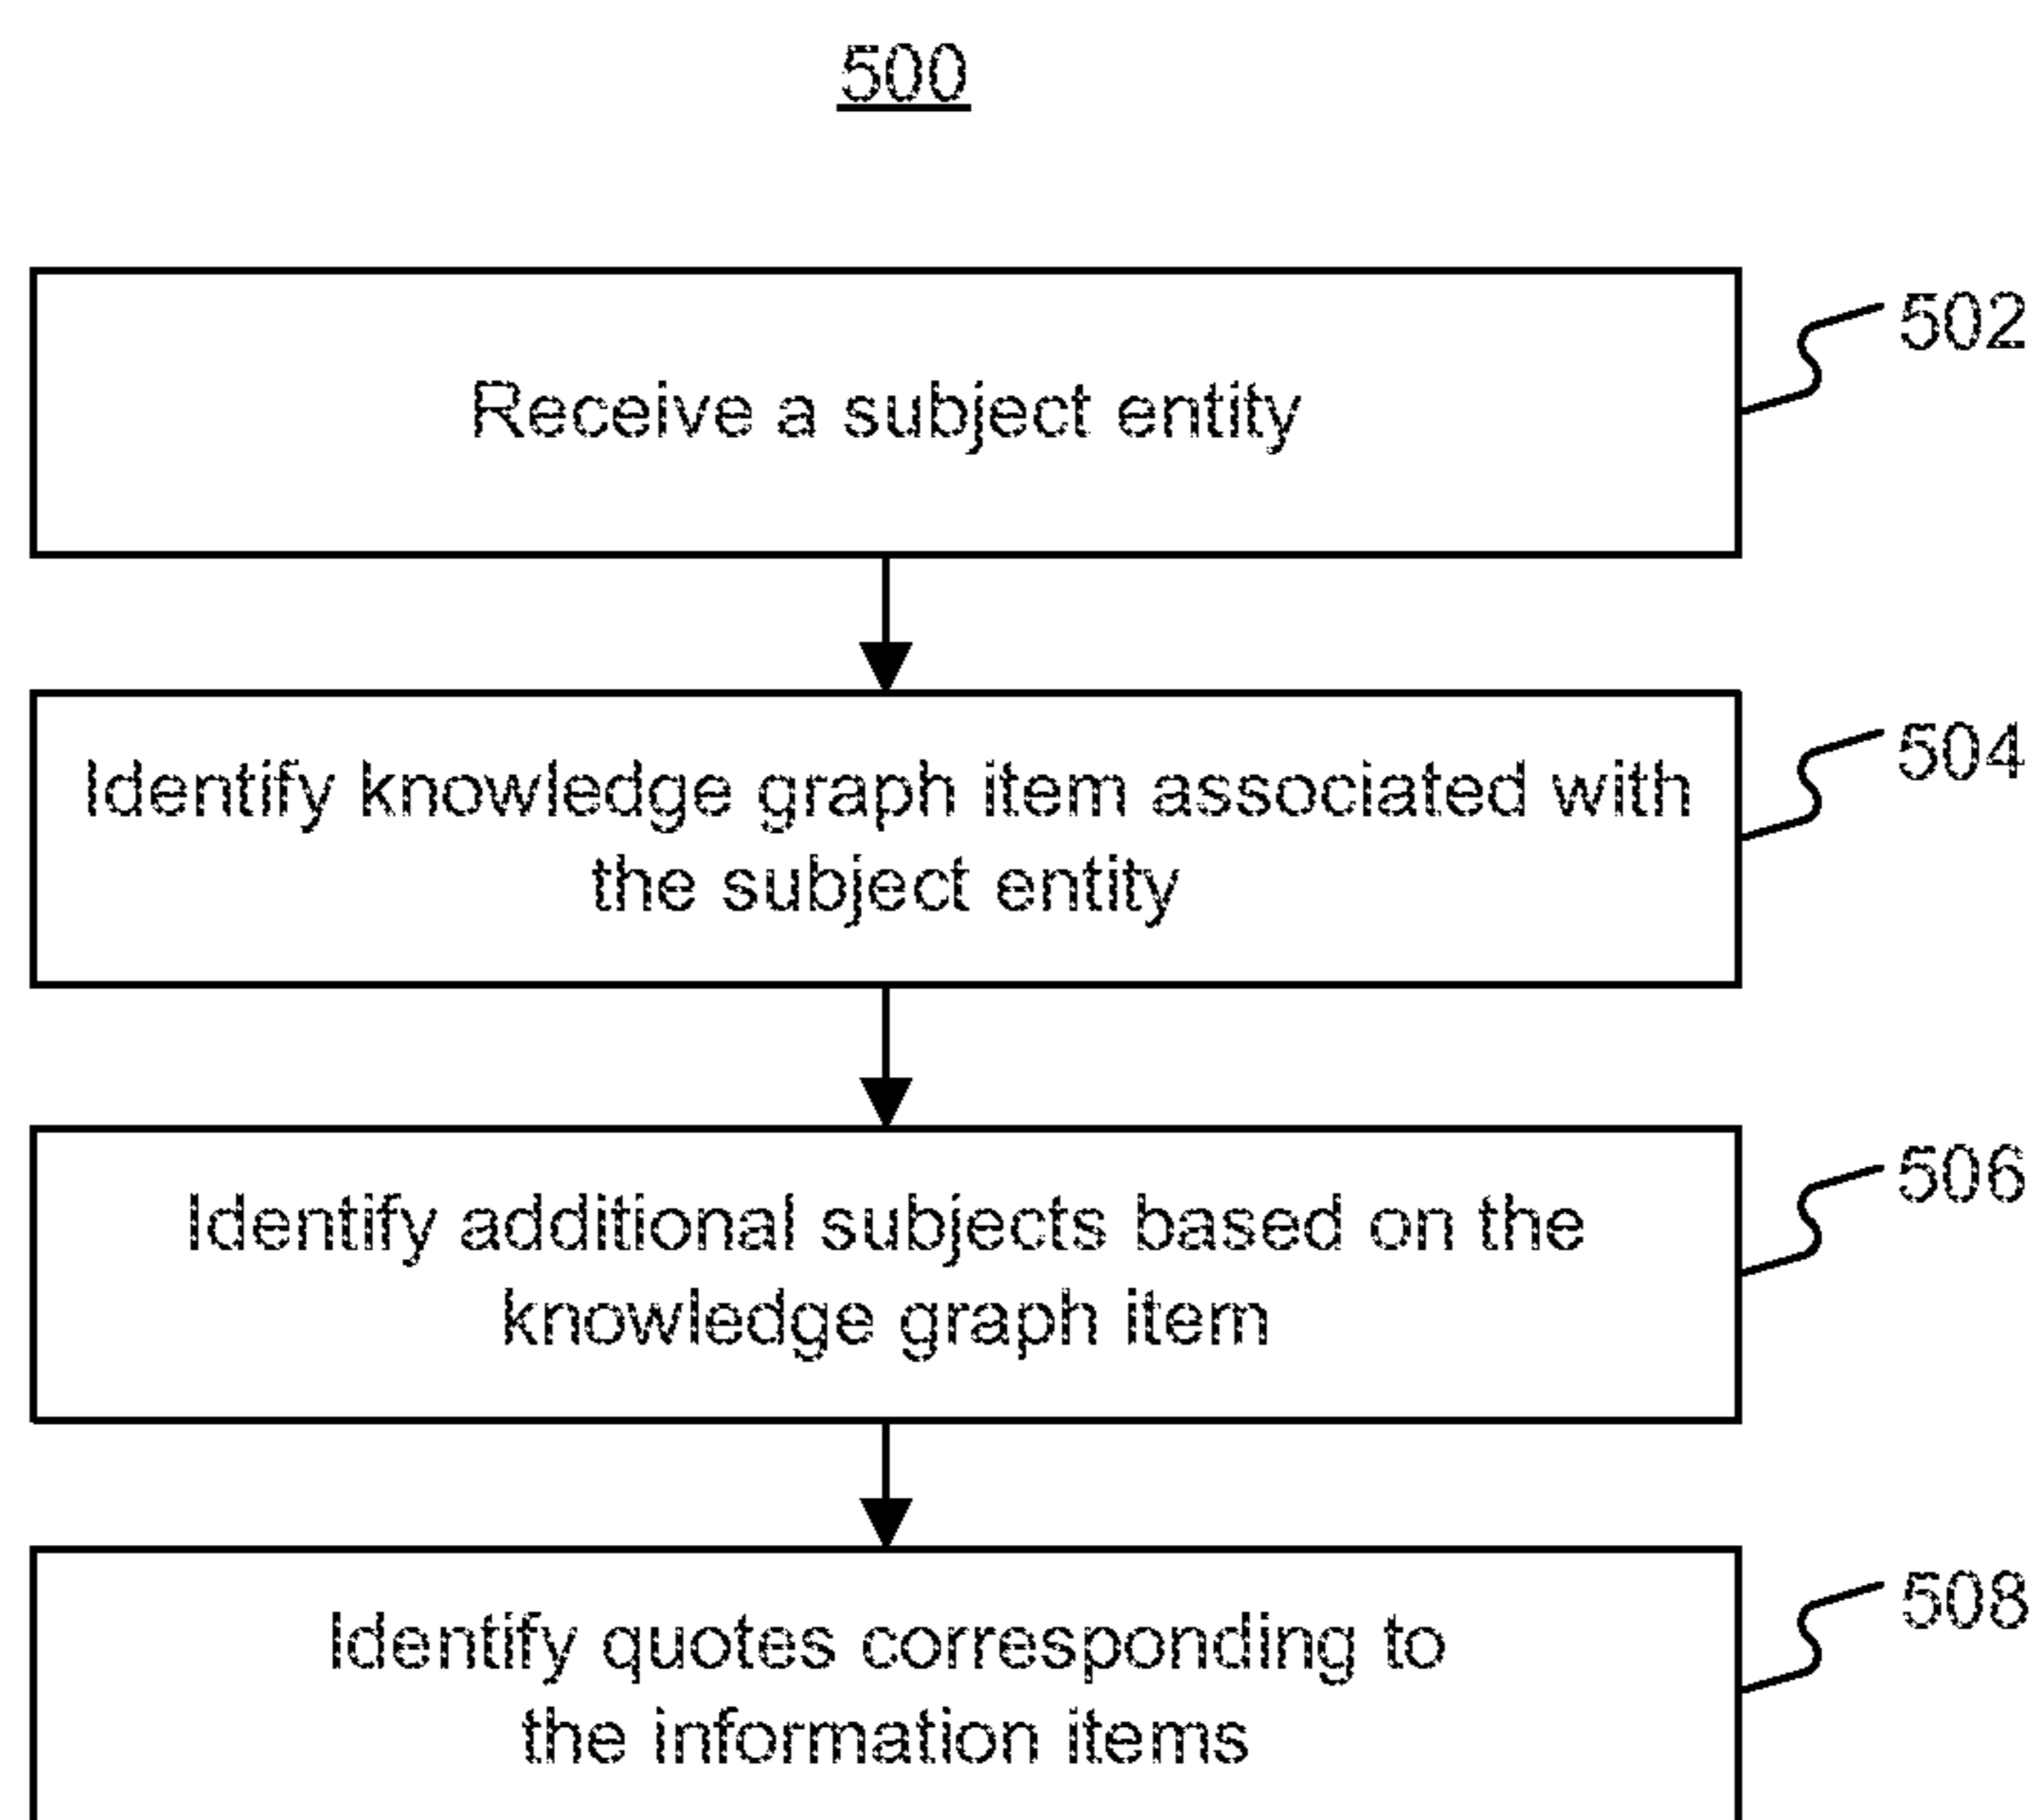 500
Receive a subject entity
502
Identify knowledge graph item associated with
the subject entity
504
Identify additional subjects based on the
knowledge graph item
506
Identify quotes corresponding to
the information items
508